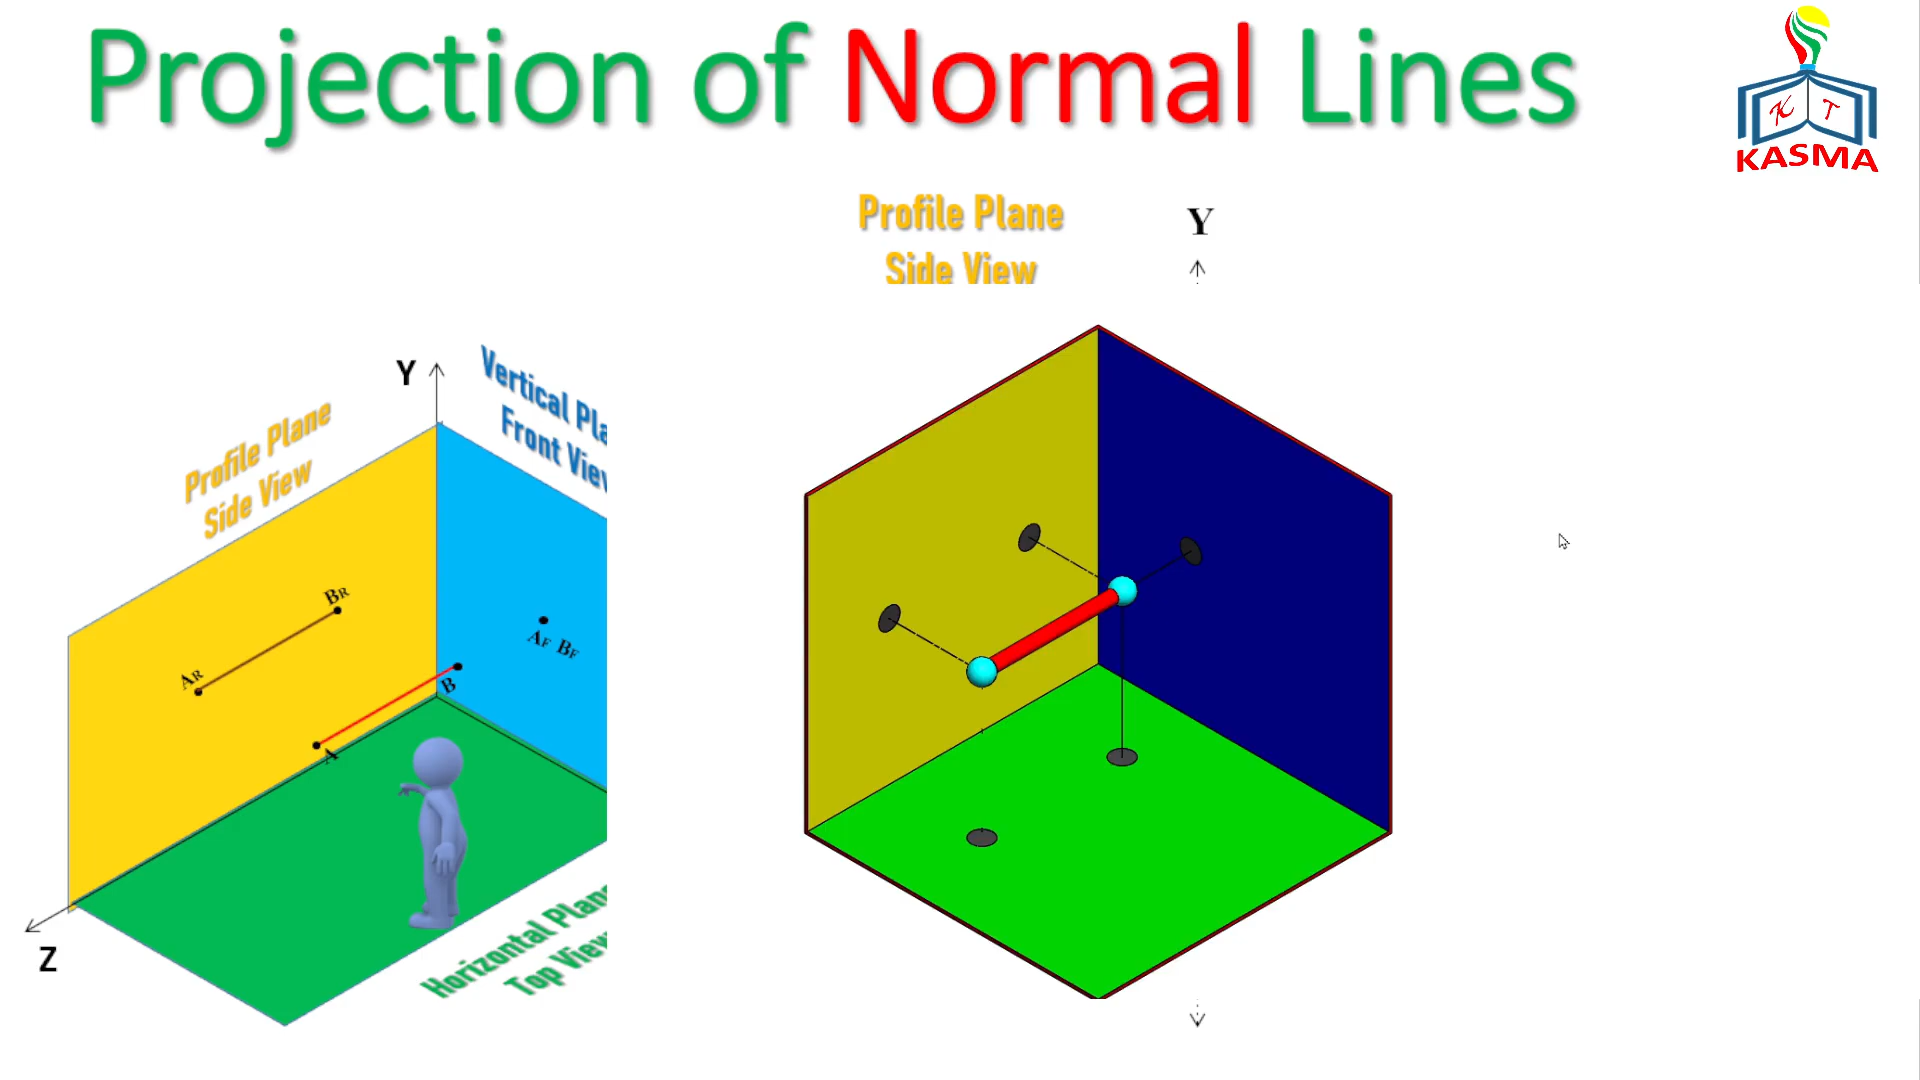 Projection of Normal Lines
K T
KASMA
Profile Plane
Side View
Y
Y
Vertical Pla
Front View
Profile Plane
Side View
BR
AR
AF BF
B
A
Z
Horizontal Plane
Top View